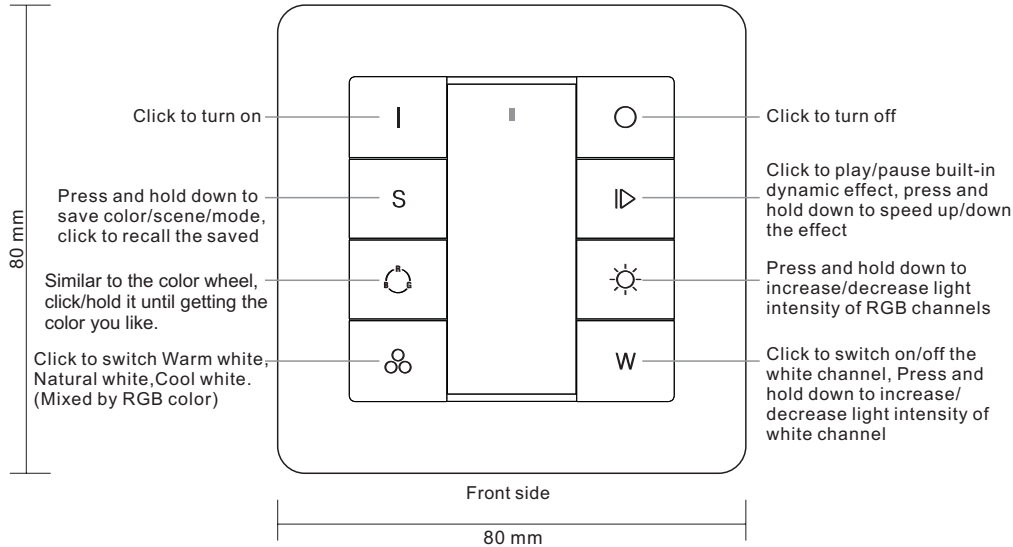 Click to turn on
Press and hold down to
save color/scene/mode,
click to recall the saved
Similar to the color wheel,
click/hold it until getting the
color you like.
Click to switch Warm white,
Natural white,Cool white.
(Mixed by RGB color)
80 mm
I
S
R
B
G
W
Click to turn off
Click to play/pause built-in
dynamic effect, press and
hold down to speed up/down
the effect
Press and hold down to
increase/decrease light
intensity of RGB channels
Click to switch on/off the
white channel, Press and
hold down to increase/
decrease light intensity of
white channel
Front side
80 mm